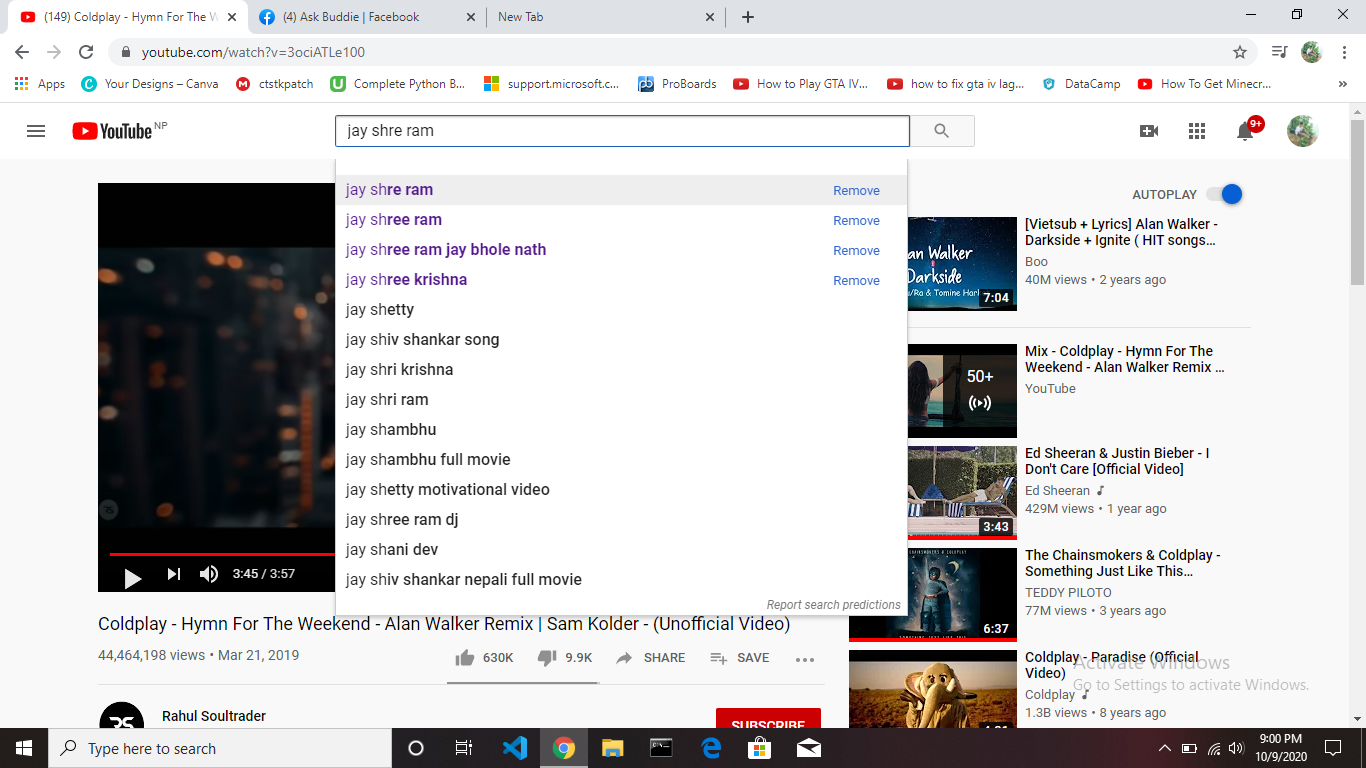 (149) Coldplay - Hymn For The W
(4) Ask Buddie | Facebook
New Tab
youtube.com/watch?v=3ociATLe100
Apps
Your Designs – Canva
ctstkpatch
Complete Python B...
support.microsoft.c...
ProBoards
How to Play GTA IV...
how to fix gta iv lag...
DataCamp
How To Get Minecr...
»
YouTube NP
jay shre ram
9+
jay shre ram Remove
jay shree ram Remove
jay shree ram jay bhole nath Remove
jay shree krishna Remove
jay shetty
jay shiv shankar song
jay shri krishna
jay shri ram
jay shambhu
jay shambhu full movie
jay shetty motivational video
jay shree ram dj
jay shani dev
jay shiv shankar nepali full movie
Report search predictions
3:45 / 3:57
Coldplay - Hymn For The Weekend - Alan Walker Remix | Sam Kolder - (Unofficial Video)
44,464,198 views • Mar 21, 2019
630K
9.9K
SHARE
SAVE
Rahul Soultrader
SUBSCRIBE
AUTOPLAY
an Walker
Darkside
/Ra & Tomine Harl
7:04
[Vietsub + Lyrics] Alan Walker -
Darkside + Ignite ( HIT songs...
Boo
40M views • 2 years ago
50+
Mix - Coldplay - Hymn For The
Weekend - Alan Walker Remix ...
YouTube
3:43
Ed Sheeran & Justin Bieber - I
Don't Care [Official Video]
Ed Sheeran
429M views • 1 year ago
6:37
The Chainsmokers & Coldplay -
Something Just Like This...
TEDDY PILOTO
77M views • 3 years ago
Coldplay - Paradise (Official
Video)
Coldplay
1.3B views • 8 years ago
Activate Windows
Go to Settings to activate Windows.
Type here to search
9:00 PM
10/9/2020